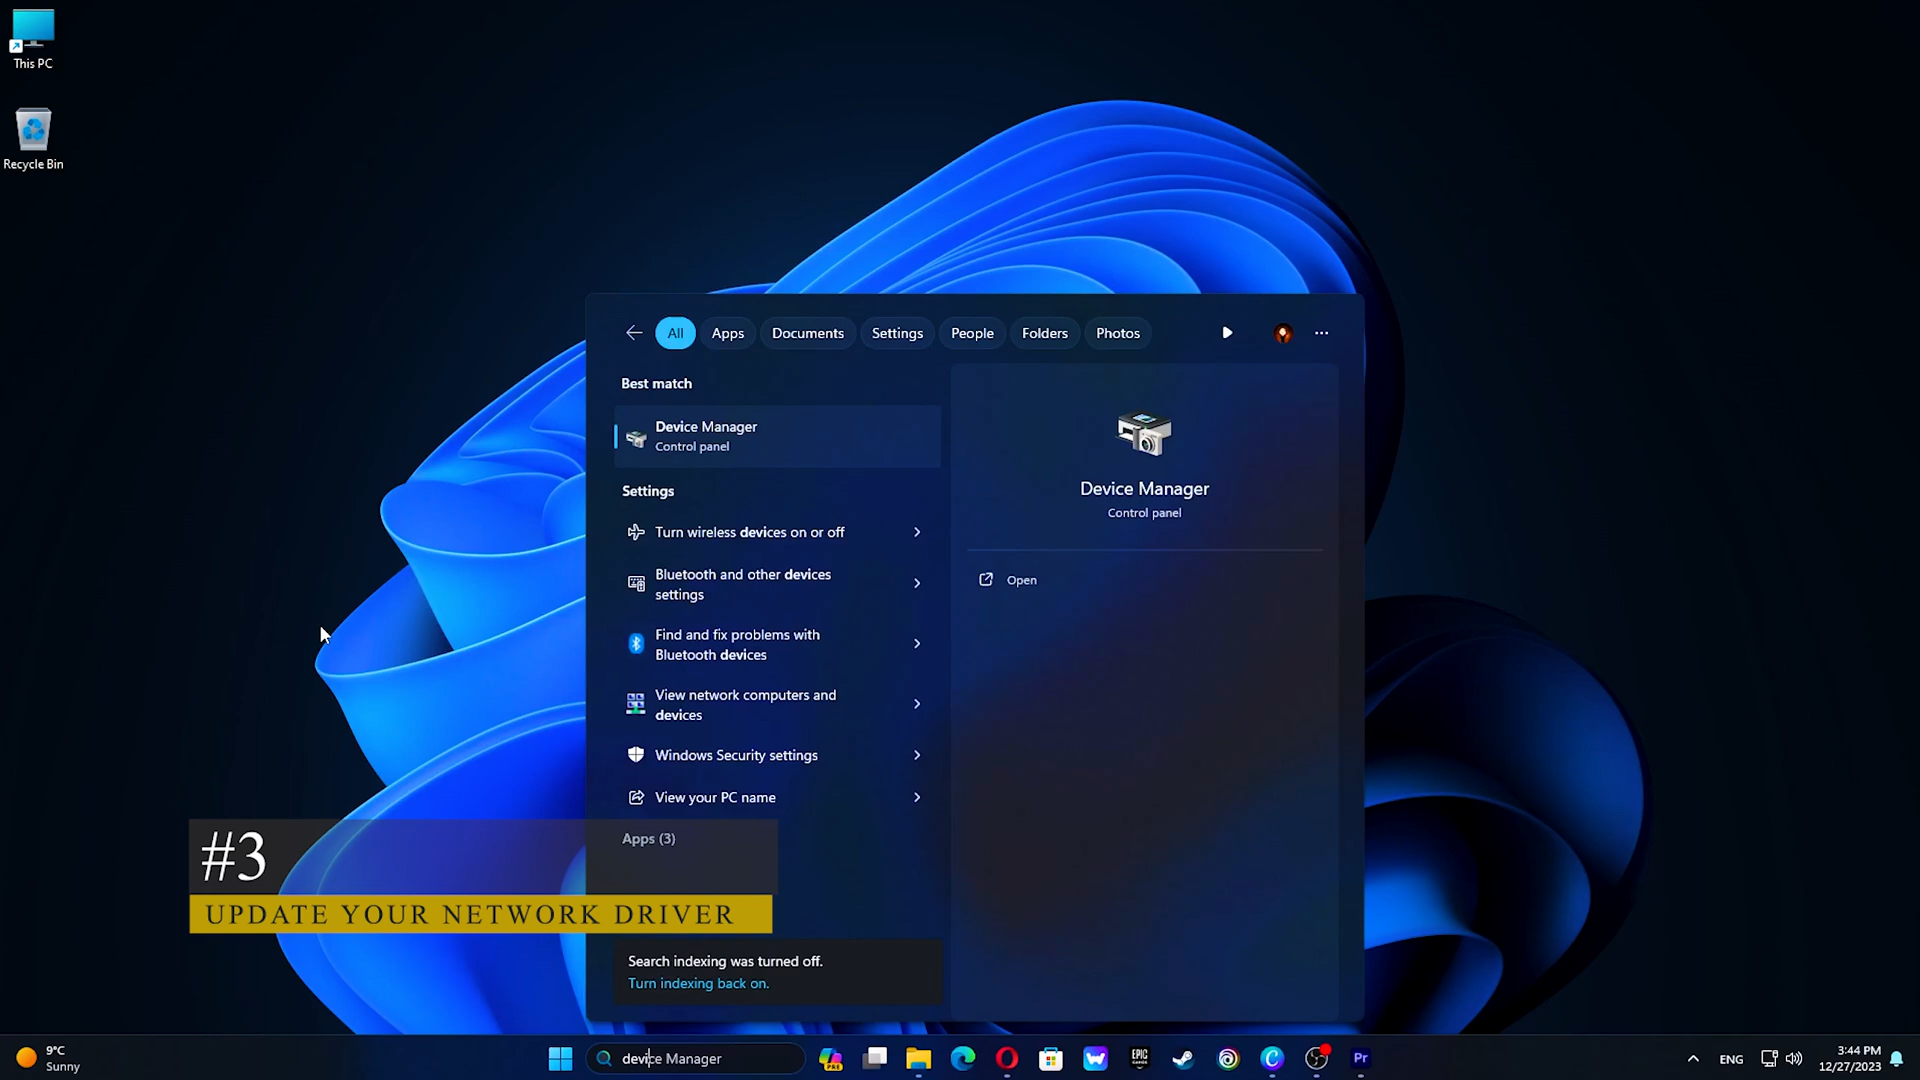 This PC
Recycle Bin
All
Apps
Documents
Settings
People
Folders
Photos
Best match
Device Manager
Control panel
Settings
Turn wireless devices on or off
Bluetooth and other devices
settings
Find and fix problems with
Bluetooth devices
View network computers and
devices
Windows Security settings
View your PC name
Apps (3)
Search indexing was turned off.
Turn indexing back on.
Device Manager
Control panel
Open
#3
UPDATE YOUR NETWORK DRIVER
9°C
Sunny
device Manager
PRE
EPIC
GAMES
Pr
ENG
3:44 PM
12/27/2023